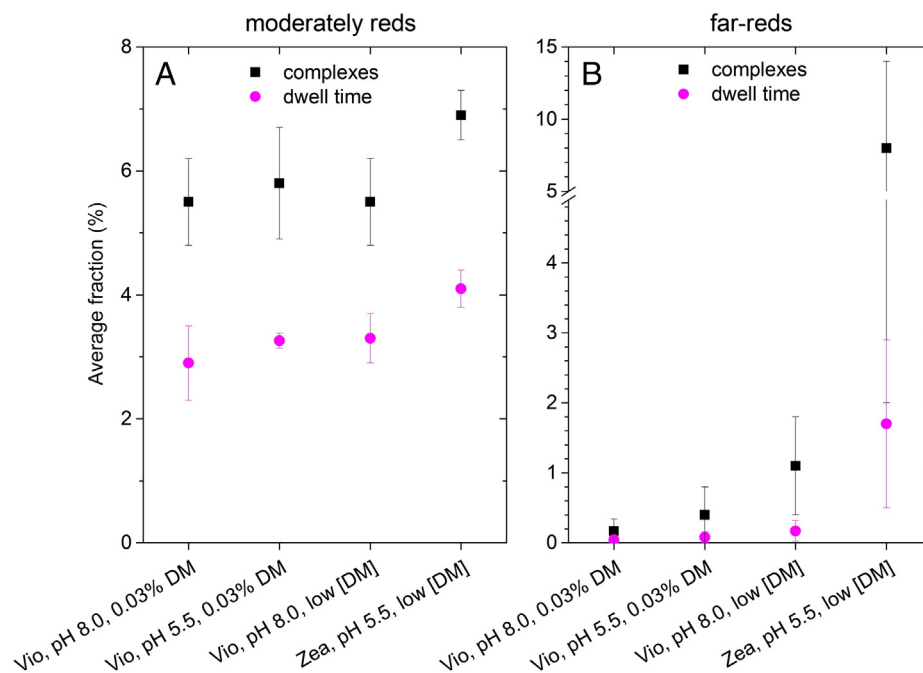 moderately reds
A
complexes
dwell time
Average fraction (%)
8
6
4
2
0
Vio, pH 8.0, 0.03% DM
Vio, pH 5.5, 0.03% DM
Vio, pH 8.0, low [DM]
Zea, pH 5.5, low [DM]
far-reds
B
complexes
dwell time
15
10
5
4
3
2
1
0
Vio, pH 8.0, 0.03% DM
Vio, pH 5.5, 0.03% DM
Vio, pH 8.0, low [DM]
Zea, pH 5.5, low [DM]